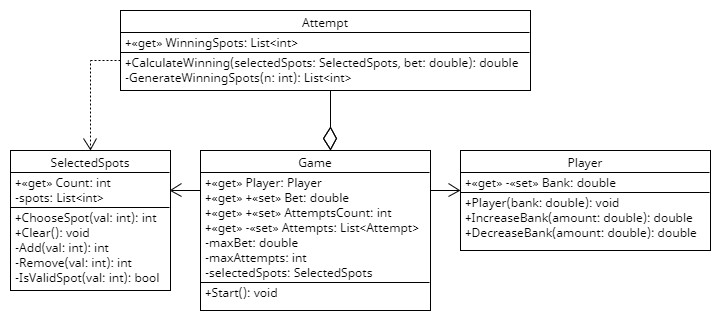 Attempt
+«get» WinningSpots: List<int>
+CalculateWinning(selectedSpots: SelectedSpots, bet: double): double
-GenerateWinningSpots(n: int): List<int>
SelectedSpots
+«get» Count: int
-spots: List<int>
+ChooseSpot(val: int): int
+Clear(): void
-Add(val: int): int
-Remove(val: int): int
-IsValidSpot(val: int): bool
Game
+«get» Player: Player
+«get» +«set» Bet: double
+«get» +«set» AttemptsCount: int
+«get» -«set» Attempts: List<Attempt>
-maxBet: double
-maxAttempts: int
-selectedSpots: SelectedSpots
+Start(): void
Player
+«get» -«set» Bank: double
+Player(bank: double): void
+IncreaseBank(amount: double): double
+DecreaseBank(amount: double): double